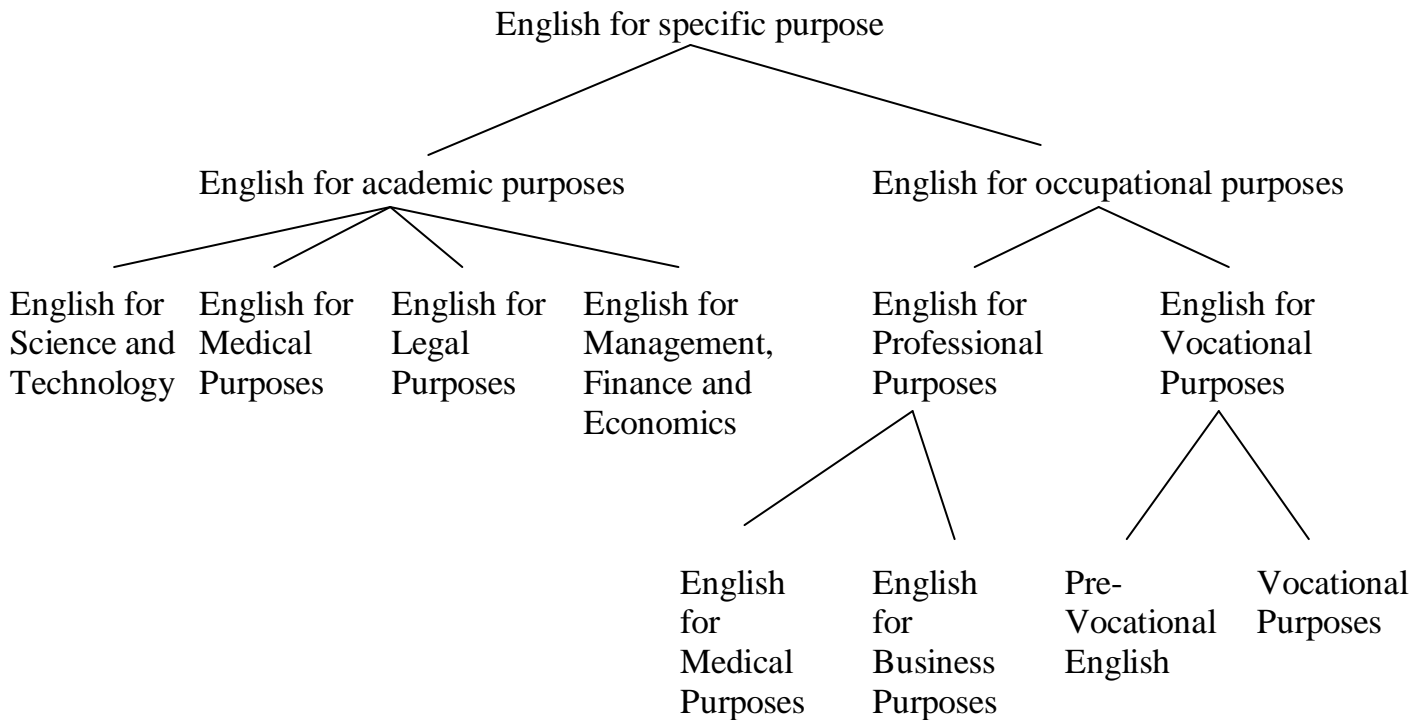 English for specific purpose
English for academic purposes
English for occupational purposes
English for
Science and
Technology
English for
Medical
Purposes
English for
Legal
Purposes
English for
Management,
Finance and
Economics
English for
Professional
Purposes
English for
Vocational
Purposes
English
for
Medical
Purposes
English
for
Business
Purposes
Pre-
Vocational
English
Vocational
Purposes